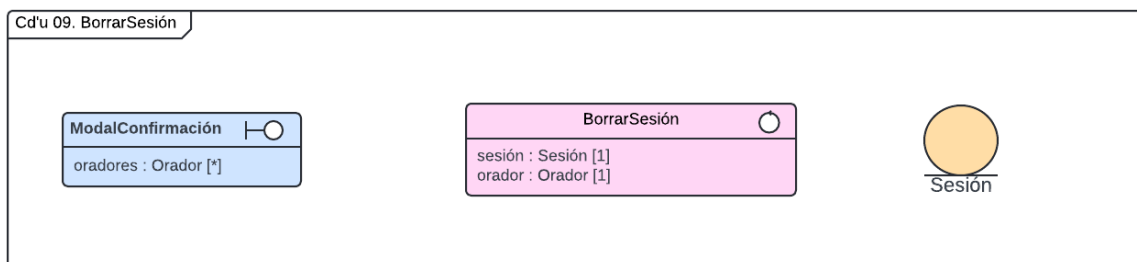 Cd'u 09. BorrarSesión
ModalConfirmación
oradores : Orador [*]
BorrarSesión
sesión : Sesión [1]
orador : Orador [1]
Sesión